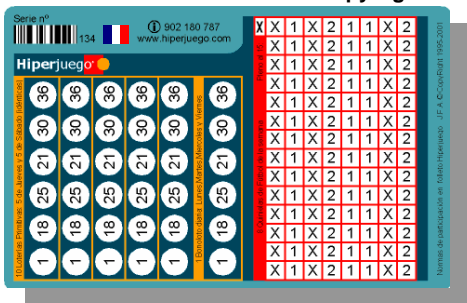 Serie nº
134
902 180 787
www.hiperjuego.com
Hiperjuego
10 Loterías Primitivas: 5 de Jueves y 5 de Sábado (idénticas)
36 36 36 36 36 36
30 30 30 30 30 30
21 21 21 21 21 21
25 25 25 25 25 25
18 18 18 18 18 18
1 1 1 1 1 1
1 Bonoloto diaria: Lunes,Martes,Miercoles y Viernes
Pleno al 15
8 Quinielas de Fútbol de la semana
X X 1 X 2 1 1 X 2
X 1 X 2 1 1 X 2
X 1 X 2 1 1 X 2
X 1 X 2 1 1 X 2
X 1 X 2 1 1 X 2
X 1 X 2 1 1 X 2
X 1 X 2 1 1 X 2
X 1 X 2 1 1 X 2
X 1 X 2 1 1 X 2
X 1 X 2 1 1 X 2
X 1 X 2 1 1 X 2
X 1 X 2 1 1 X 2
X 1 X 2 1 1 X 2
X 1 X 2 1 1 X 2
X 1 X 2 1 1 X 2
Normas de participación es. folleto Hiperjuego J.F.A. ©CopyRight 1995.2001